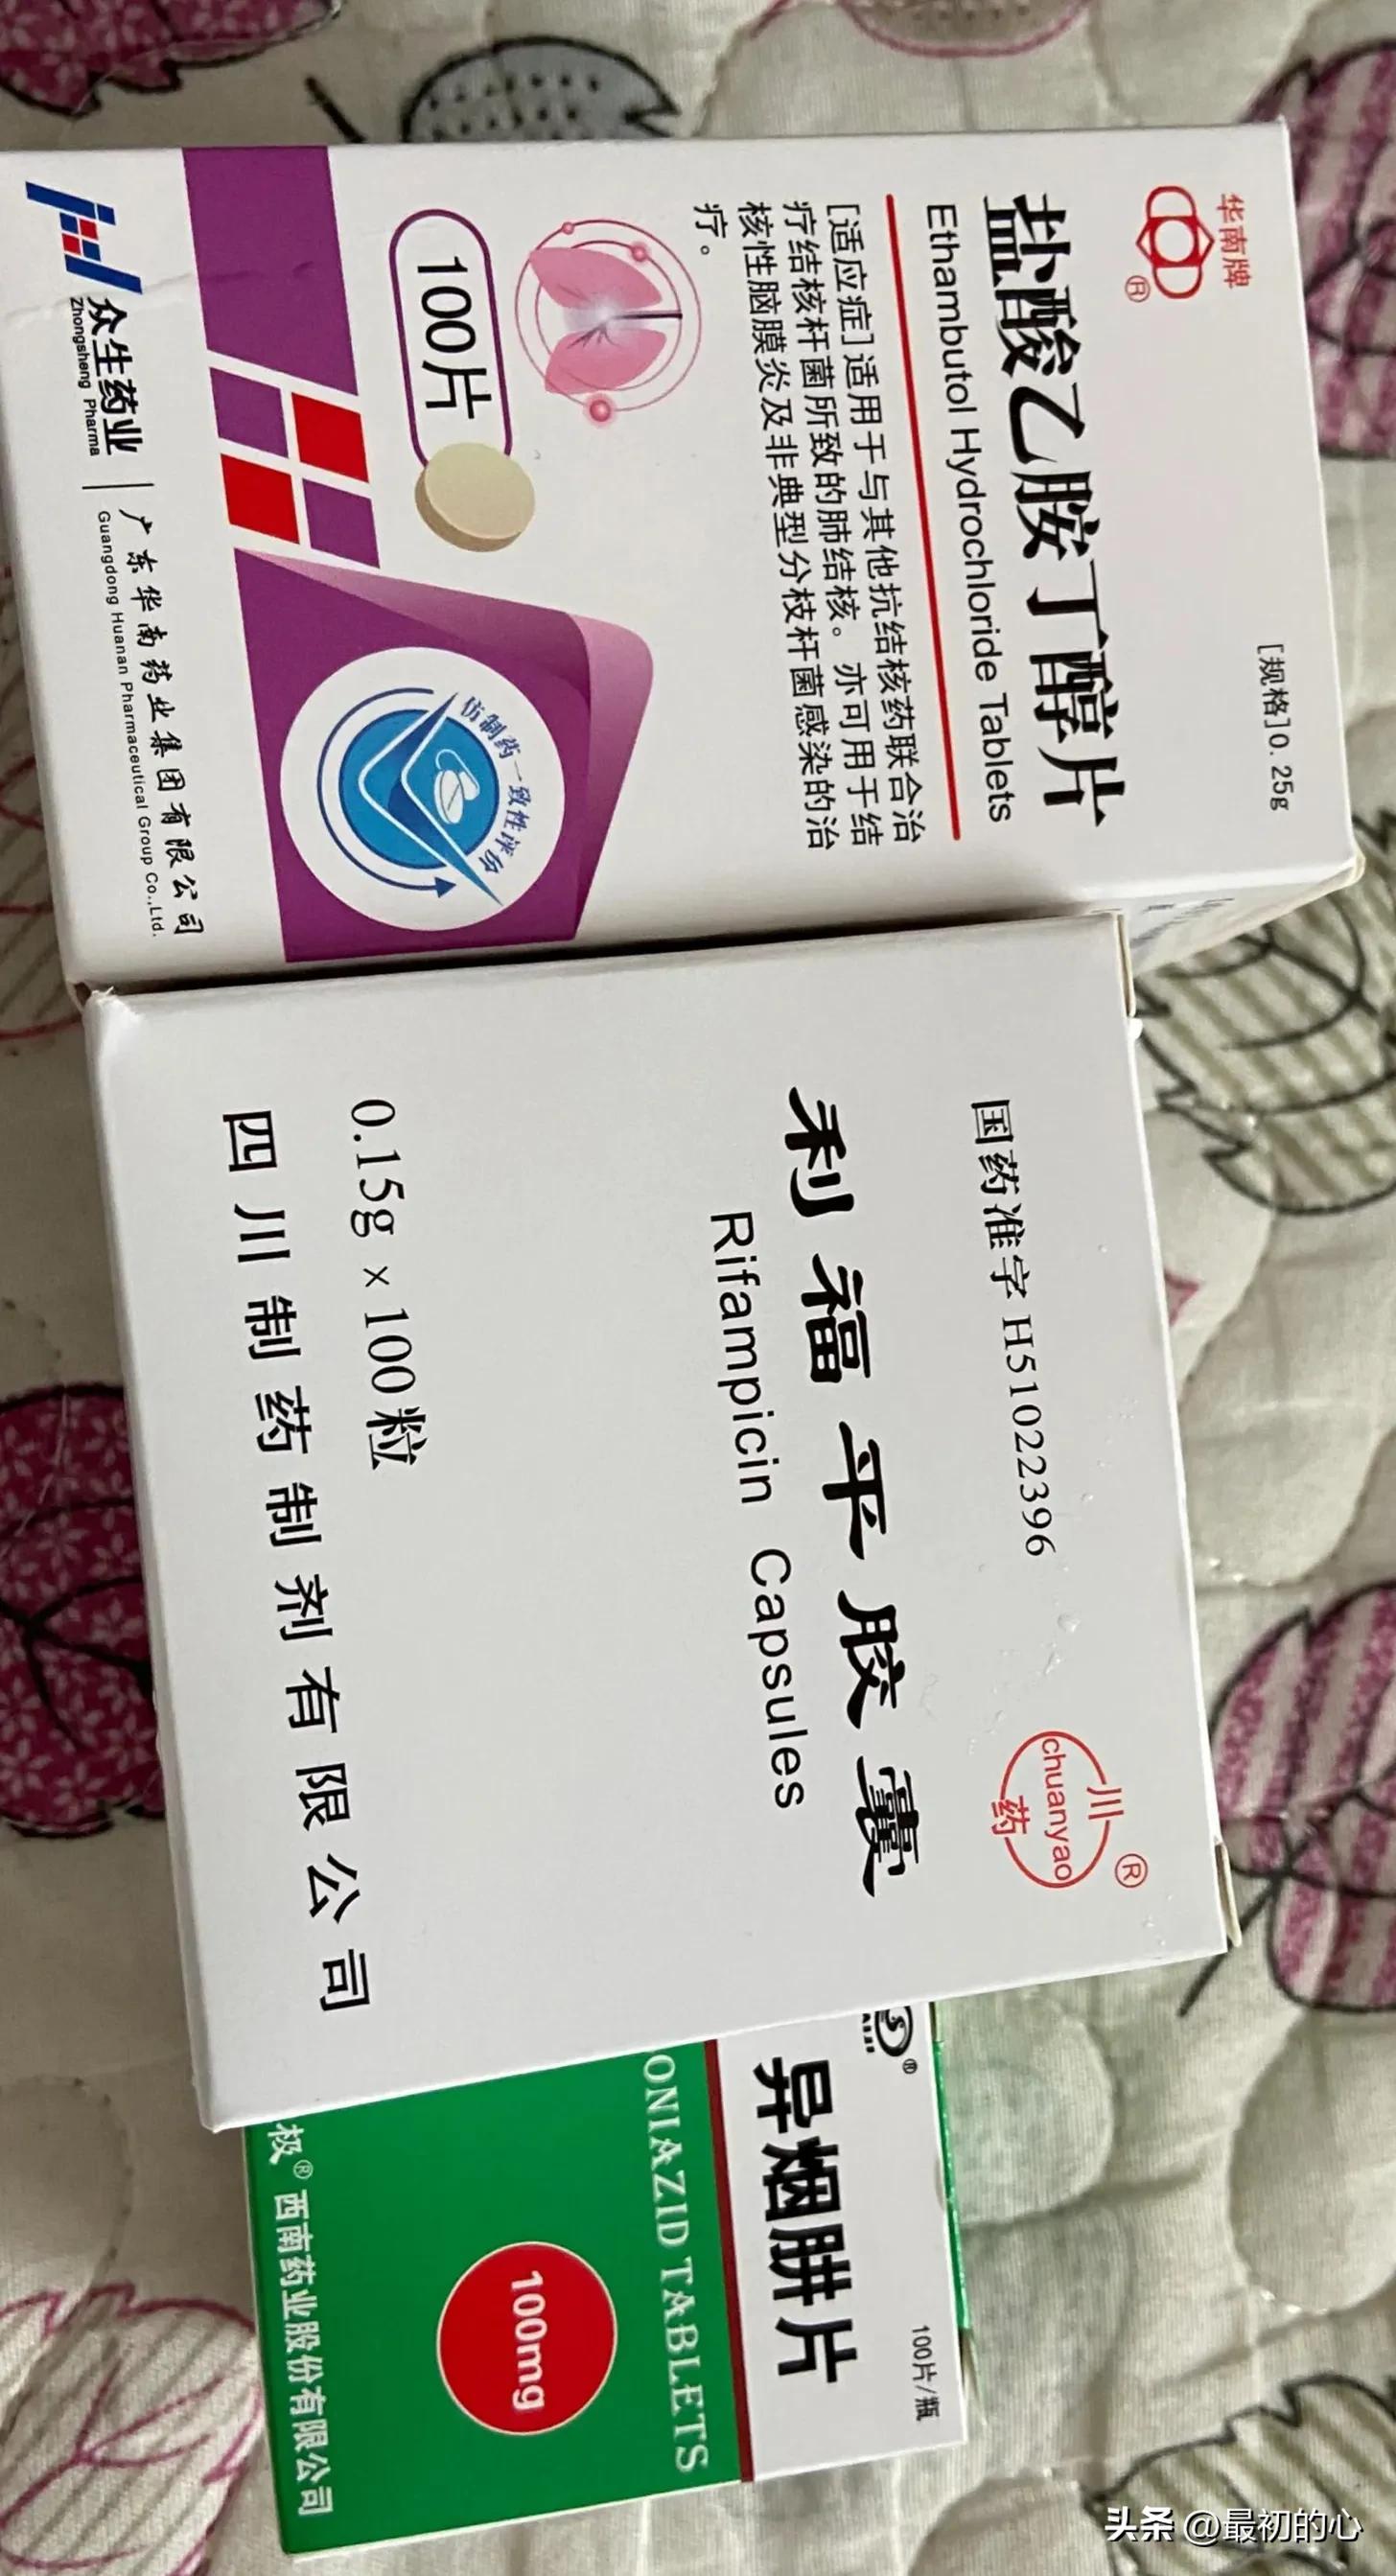 华南牌
®
[规格]0.25g
盐酸乙胺丁醇片
Ethambutol Hydrochloride Tablets
[适应症]适用于与其他抗结核药联合治
疗结核杆菌所致的肺结核。亦可用于结
核性脑膜炎及非典型分枝杆菌感染的治
疗。
100片
仿制药一致性评价
众生药业
Zhongsheng Pharma
广东华南药业集团有限公司
Guangdong Huanan Pharmaceutical Group Co.,Ltd.
国药准字 H51022396
川
chuanyao
药
®
利福平胶囊
Rifampicin Capsules
0.15g×100粒
四川制药制剂有限公司
®
100片/瓶
异烟肼片
ONIAZID TABLETS
100mg
极® 西南药业股份有限公司
头条 @最初的心